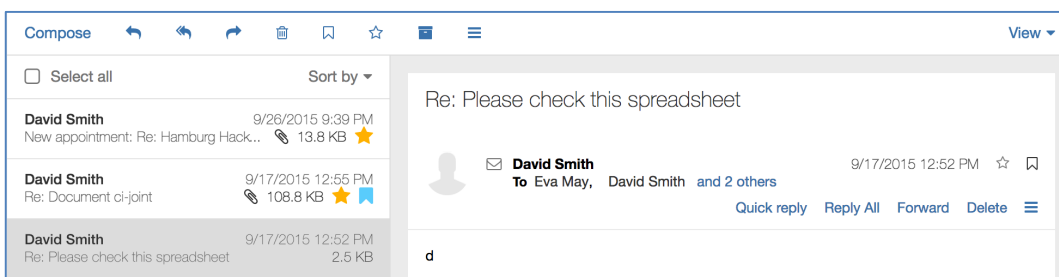 Compose View
Select all Sort by
David Smith 9/26/2015 9:39 PM
New appointment: Re: Hamburg Hack... 13.8 KB
David Smith 9/17/2015 12:55 PM
Re: Document ci-joint 108.8 KB
David Smith 9/17/2015 12:52 PM
Re: Please check this spreadsheet 2.5 KB
Re: Please check this spreadsheet
David Smith 9/17/2015 12:52 PM
To Eva May, David Smith and 2 others
Quick reply Reply All Forward Delete
d